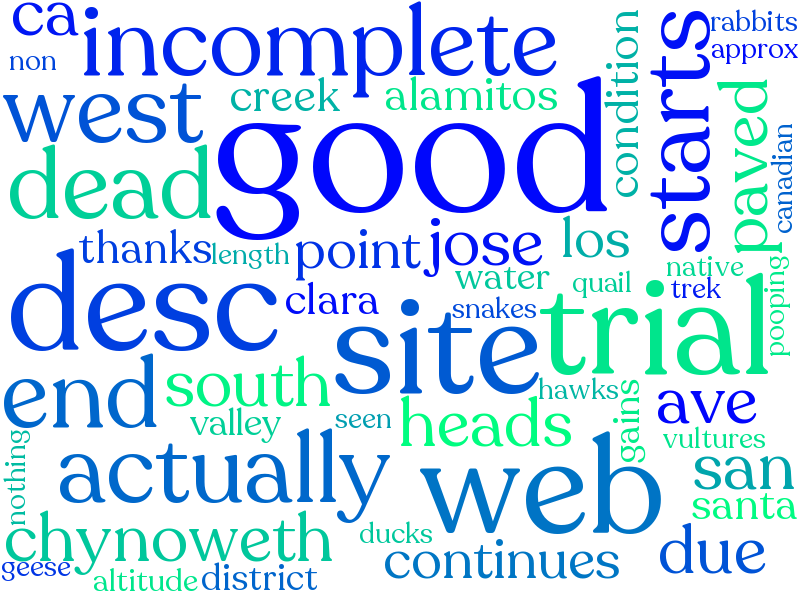 ca
incomplete
starts
rabbits
approx
non
west
creek
alamitos
condition
good
paved
canadian
dead
thanks
length
point
jose
los
native
trek
pooping
water
quail
desc
clara
snakes
site
trial
end
south
hawks
ave
valley
seen
heads
gains
vultures
nothing
actually
web
san
santa
chynoweth
ducks
continues
due
geese
altitude
district